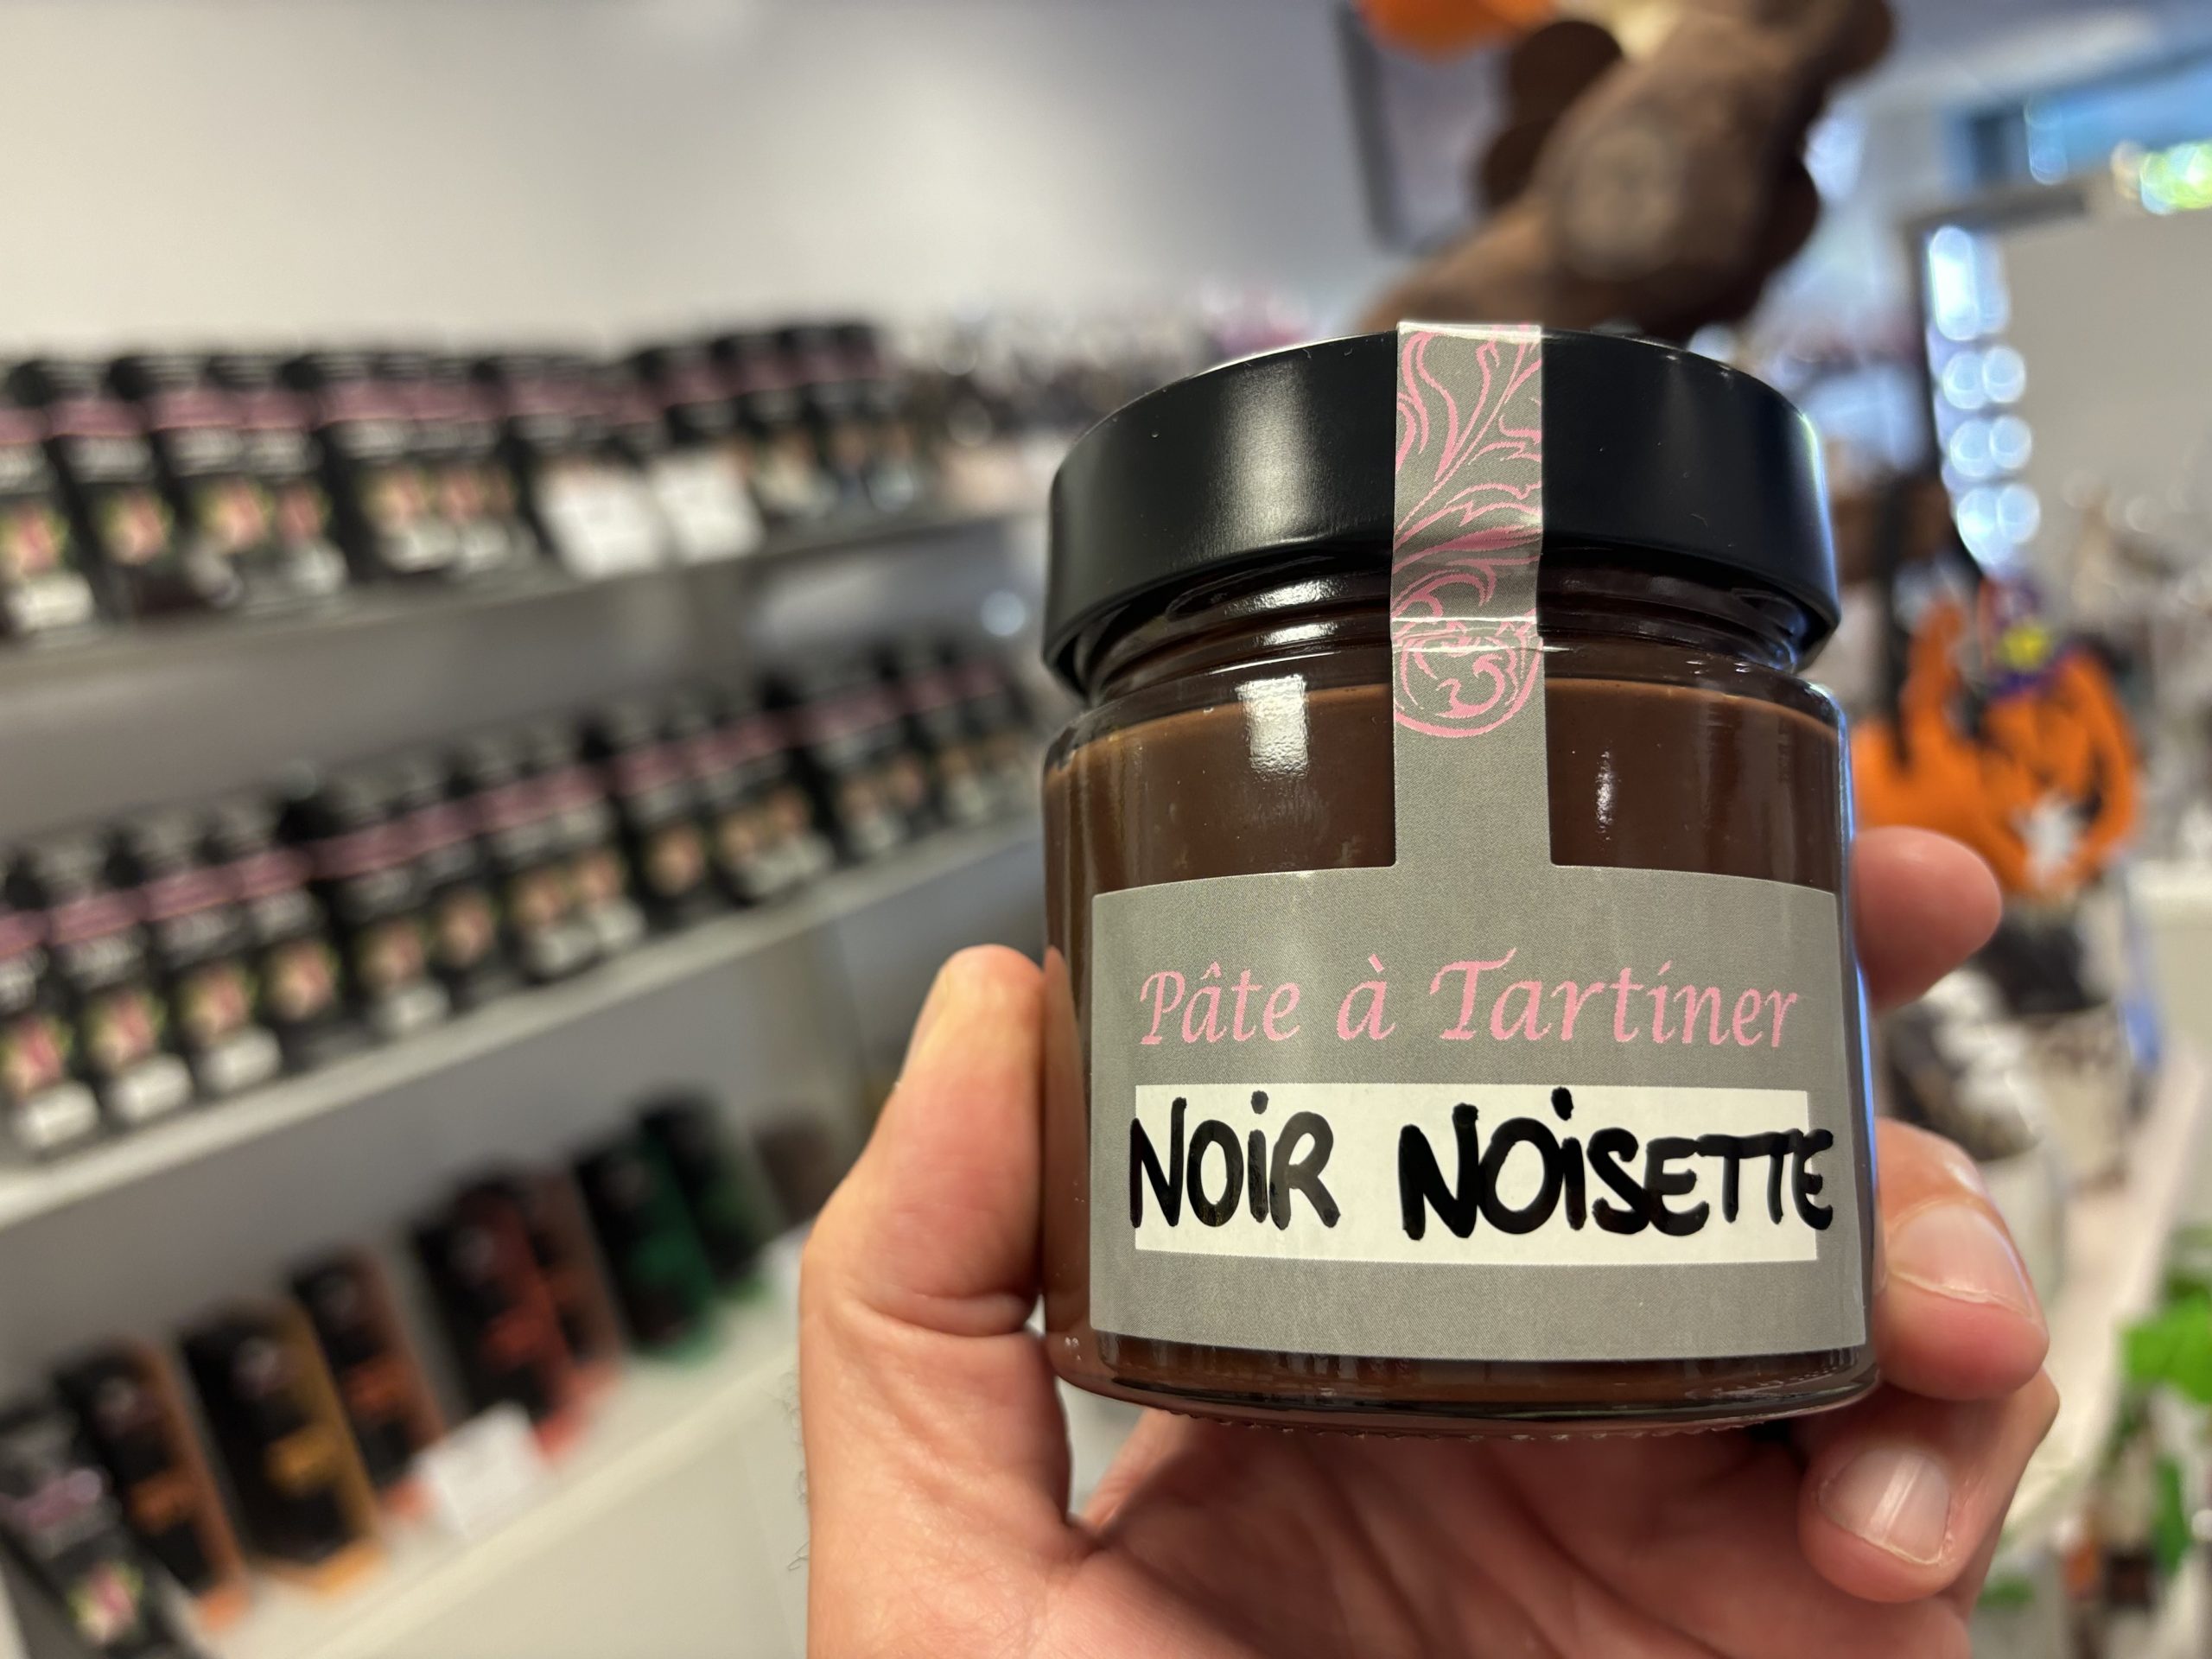 Pâte à Tartiner
NOiR NOiSETTE